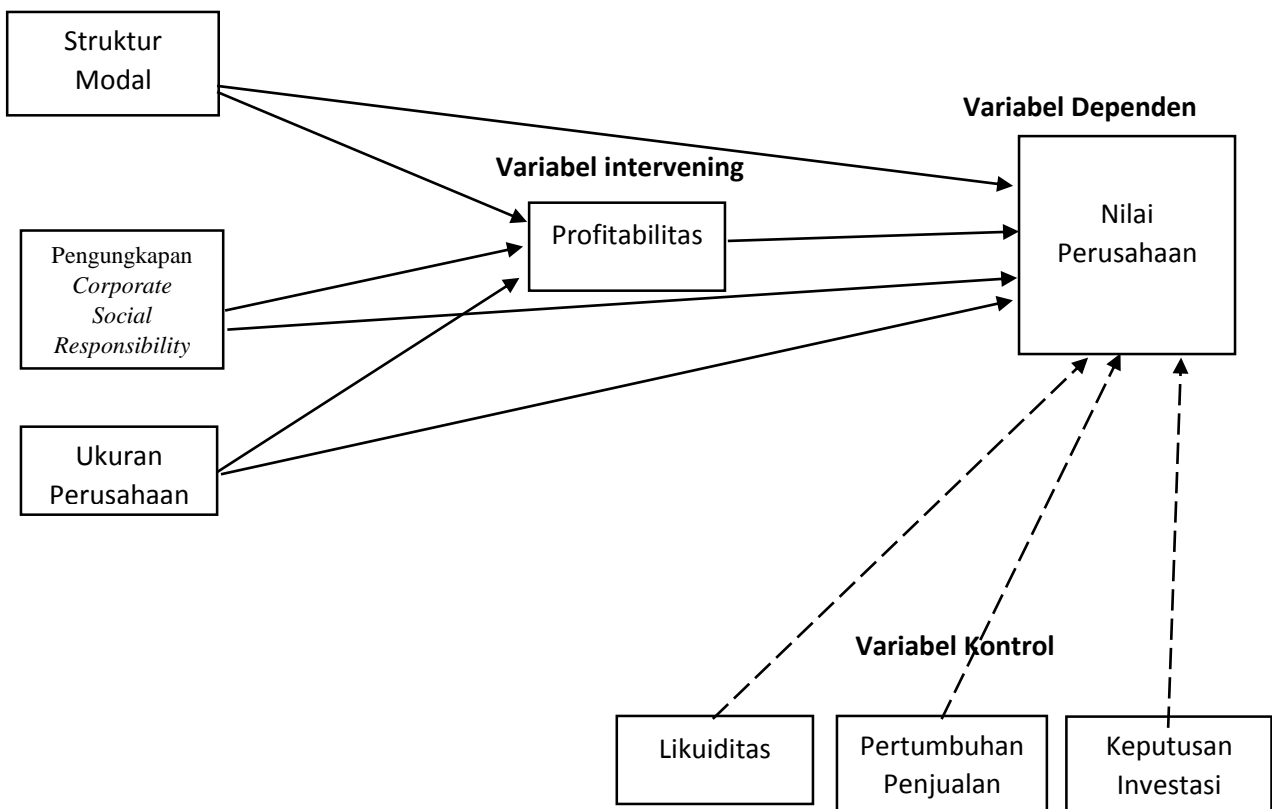 Struktur
Modal
Variabel Dependen
Variabel intervening
Profitabilitas
Nilai
Perusahaan
Pengungkapan
Corporate
Social
Responsibility
Ukuran
Perusahaan
Variabel Kontrol
Likuiditas
Pertumbuhan
Penjualan
Keputusan
Investasi